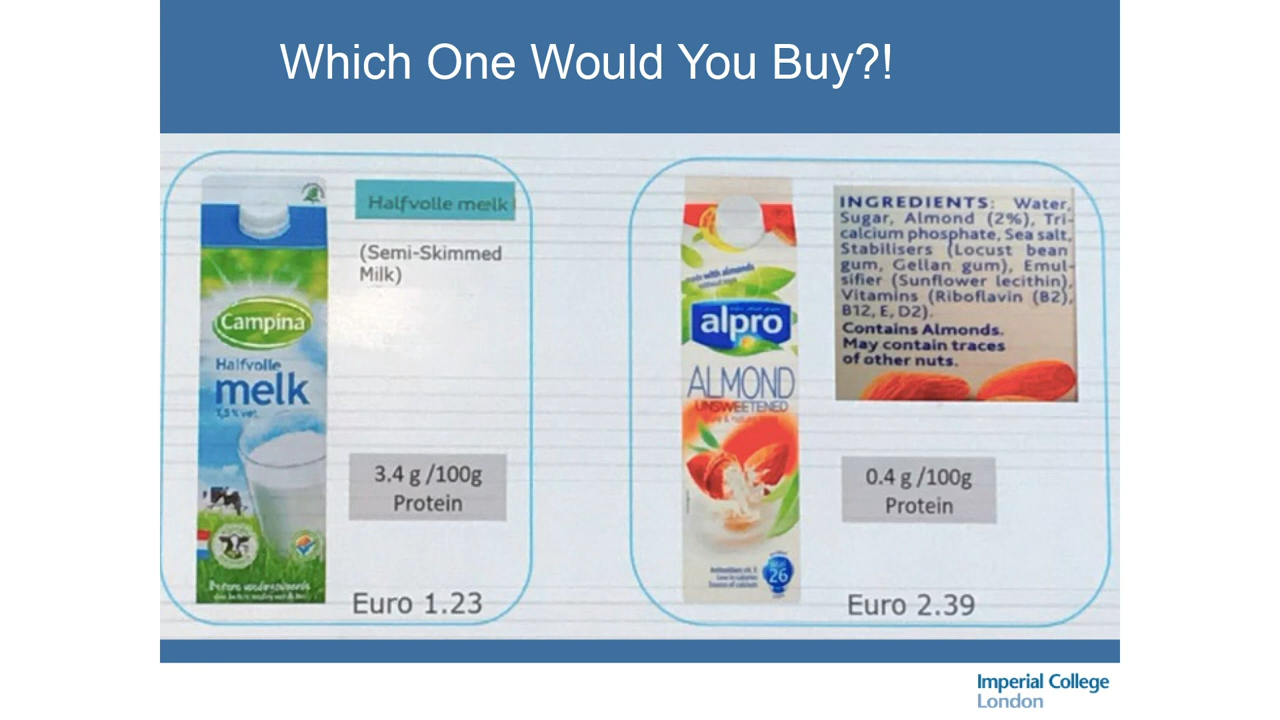 Which One Would You Buy?!
Halfvolle melk
(Semi-Skimmed
Milk)
Campina
Halfvolle
melk
1,5% vet
3.4 g /100g
Protein
Euro 1.23
made with almonds
alpro
ALMOND
UNSWEETENED
26
INGREDIENTS: Water,
Sugar, Almond (2%), Tri-
calcium phosphate, Sea salt,
Stabilisers (Locust bean
gum, Gellan gum), Emul-
sifier (Sunflower lecithin),
Vitamins (Riboflavin (B2),
B12, E, D2).
Contains Almonds.
May contain traces
of other nuts.
0.4 g /100g
Protein
Euro 2.39
Imperial College
London